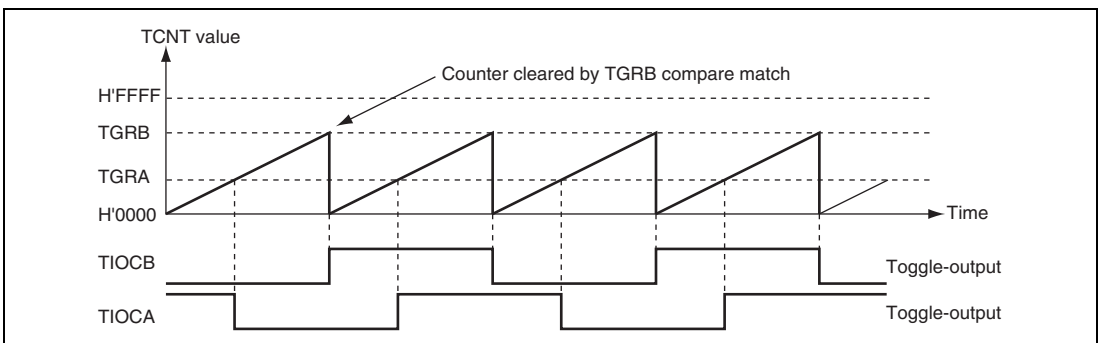 TCNT value
Counter cleared by TGRB compare match
H'FFFF
TGRB
TGRA
H'0000
Time
TIOCB
Toggle-output
TIOCA
Toggle-output